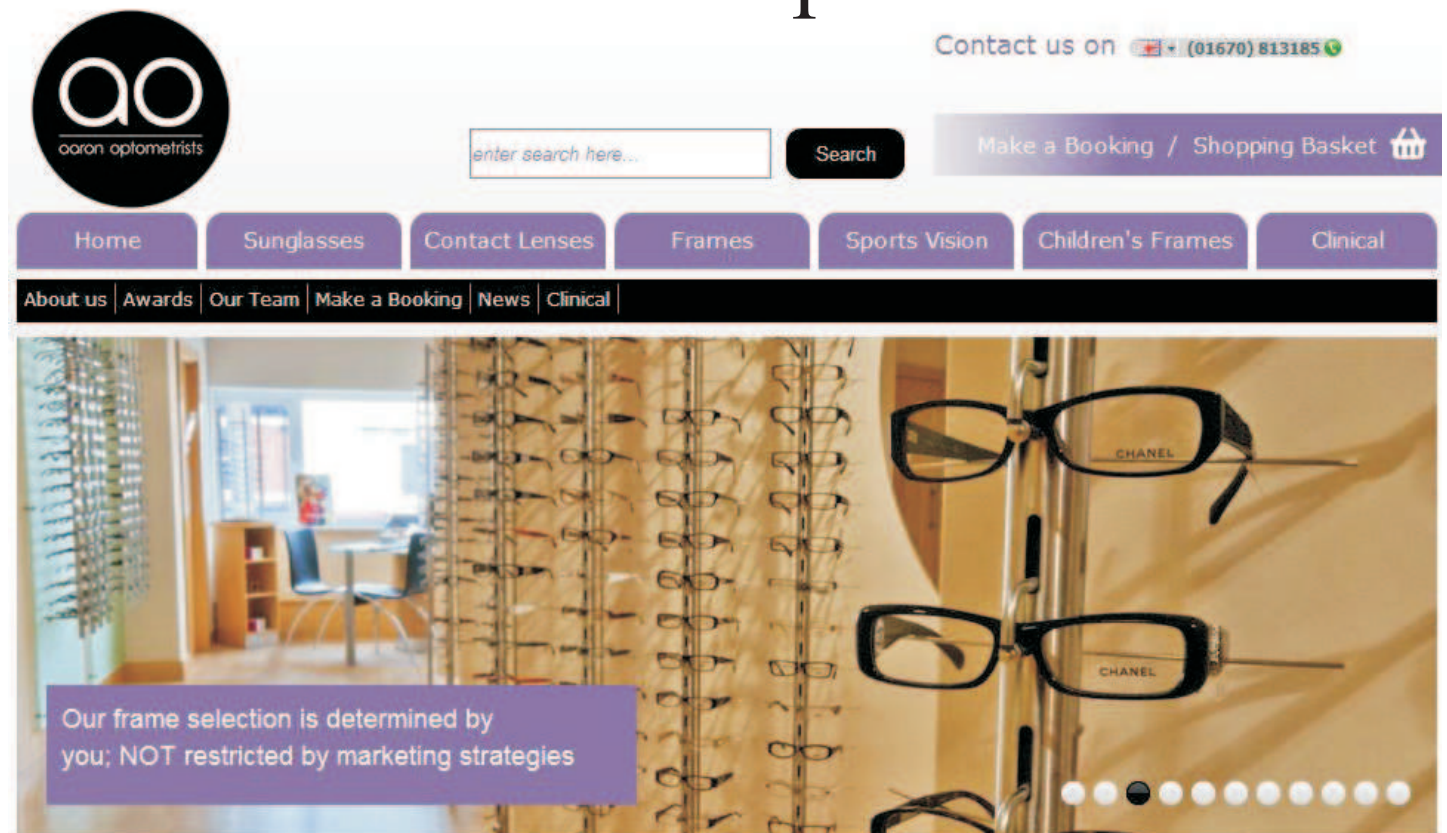 Contact us on (01670) 813185
ao
aaron optometrists
enter search here...
Search
Make a Booking / Shopping Basket
Home
Sunglasses
Contact Lenses
Frames
Sports Vision
Children's Frames
Clinical
About us
Awards
Our Team
Make a Booking
News
Clinical
CHANEL
CHANEL
Our frame selection is determined by
you; NOT restricted by marketing strategies